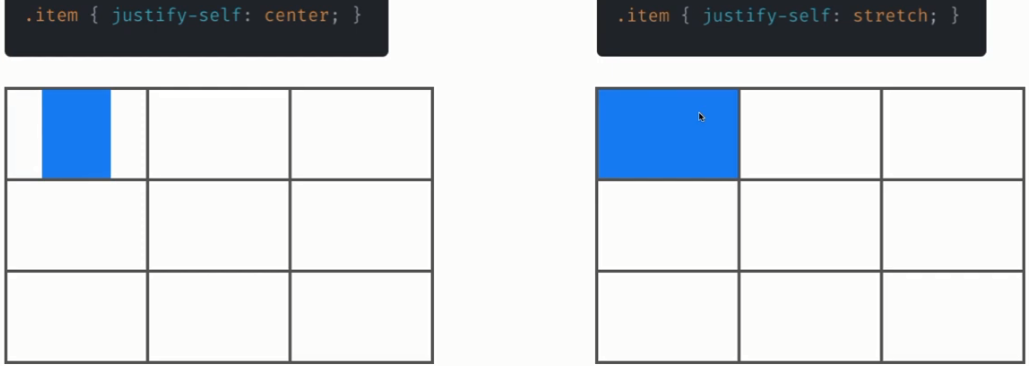 .item { justify-self: center; }
.item { justify-self: stretch; }